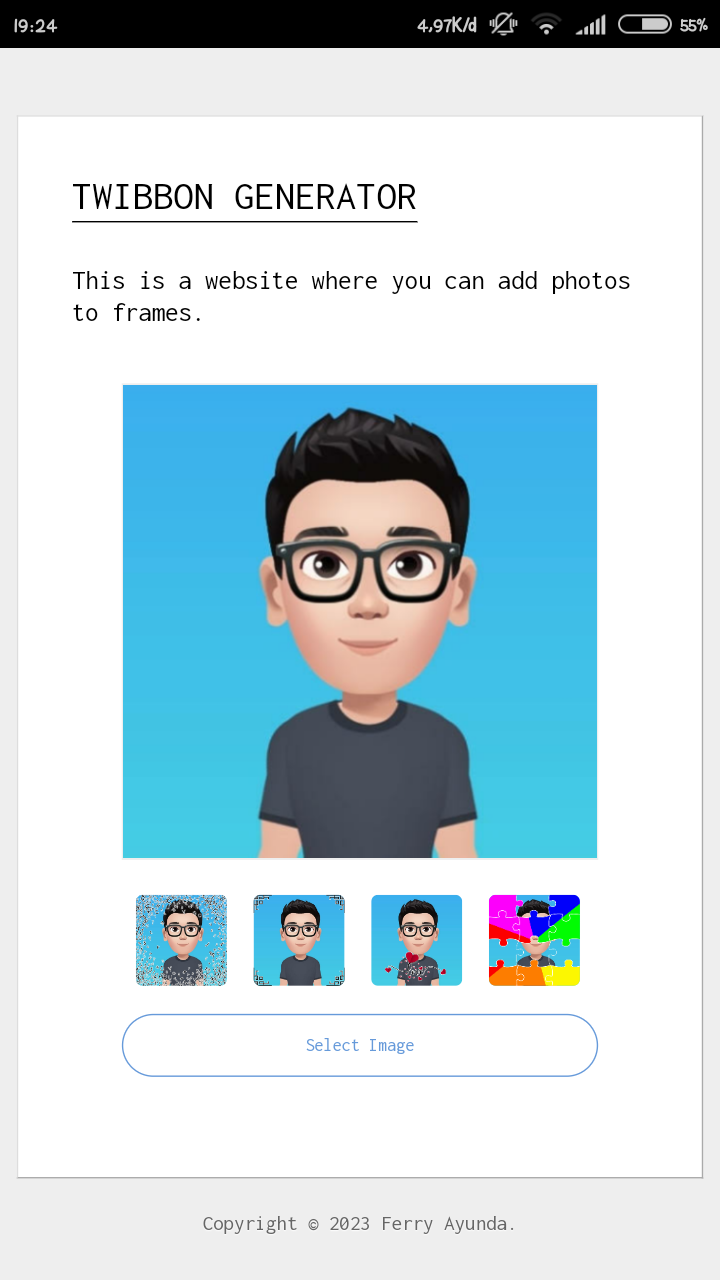 19:24
4,97K/d
55%
TWIBBON GENERATOR
This is a website where you can add photos
to frames.
Select Image
Copyright © 2023 Ferry Ayunda.